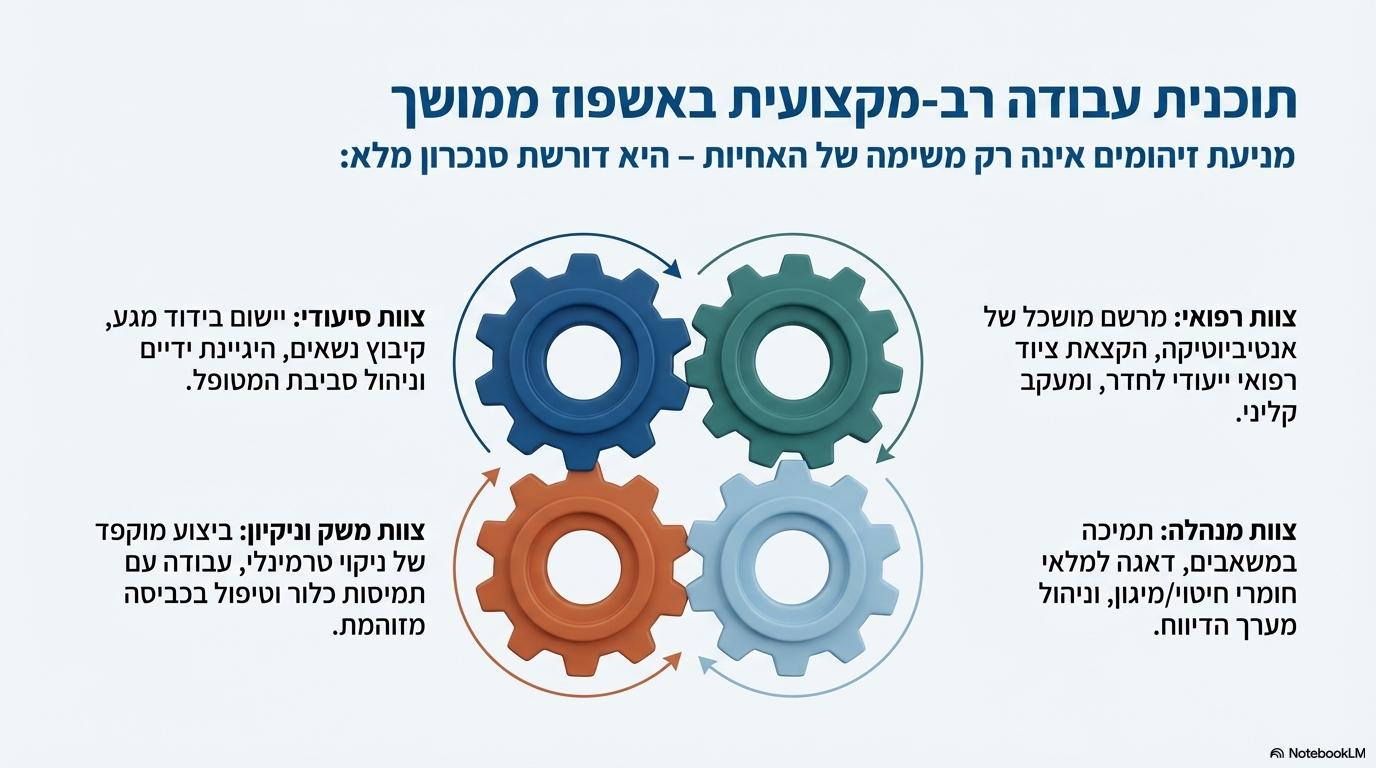 תוכנית עבודה רב-מקצועית באשפוז ממושך
מניעת זיהומים אינה רק משימה של האחיות – היא דורשת סנכרון מלא:
צוות רפואי: מרשם מושכל של
אנטיביוטיקה, הקצאת ציוד
רפואי ייעודי לחדר, ומעקב
קליני.
צוות סיעודי: יישום בידוד מגע,
קיבוץ נשאים, היגיינת ידיים
וניהול סביבת המטופל.
צוות מנהלה: תמיכה
במשאבים, דאגה למלאי
חומרי חיטוי/מיגון, וניהול
מערך הדיווח.
צוות משק וניקיון: ביצוע מוקפד
של ניקוי טרמינלי, עבודה עם
תמיסות כלור וטיפול בכביסה
מזוהמת.
NotebookLM